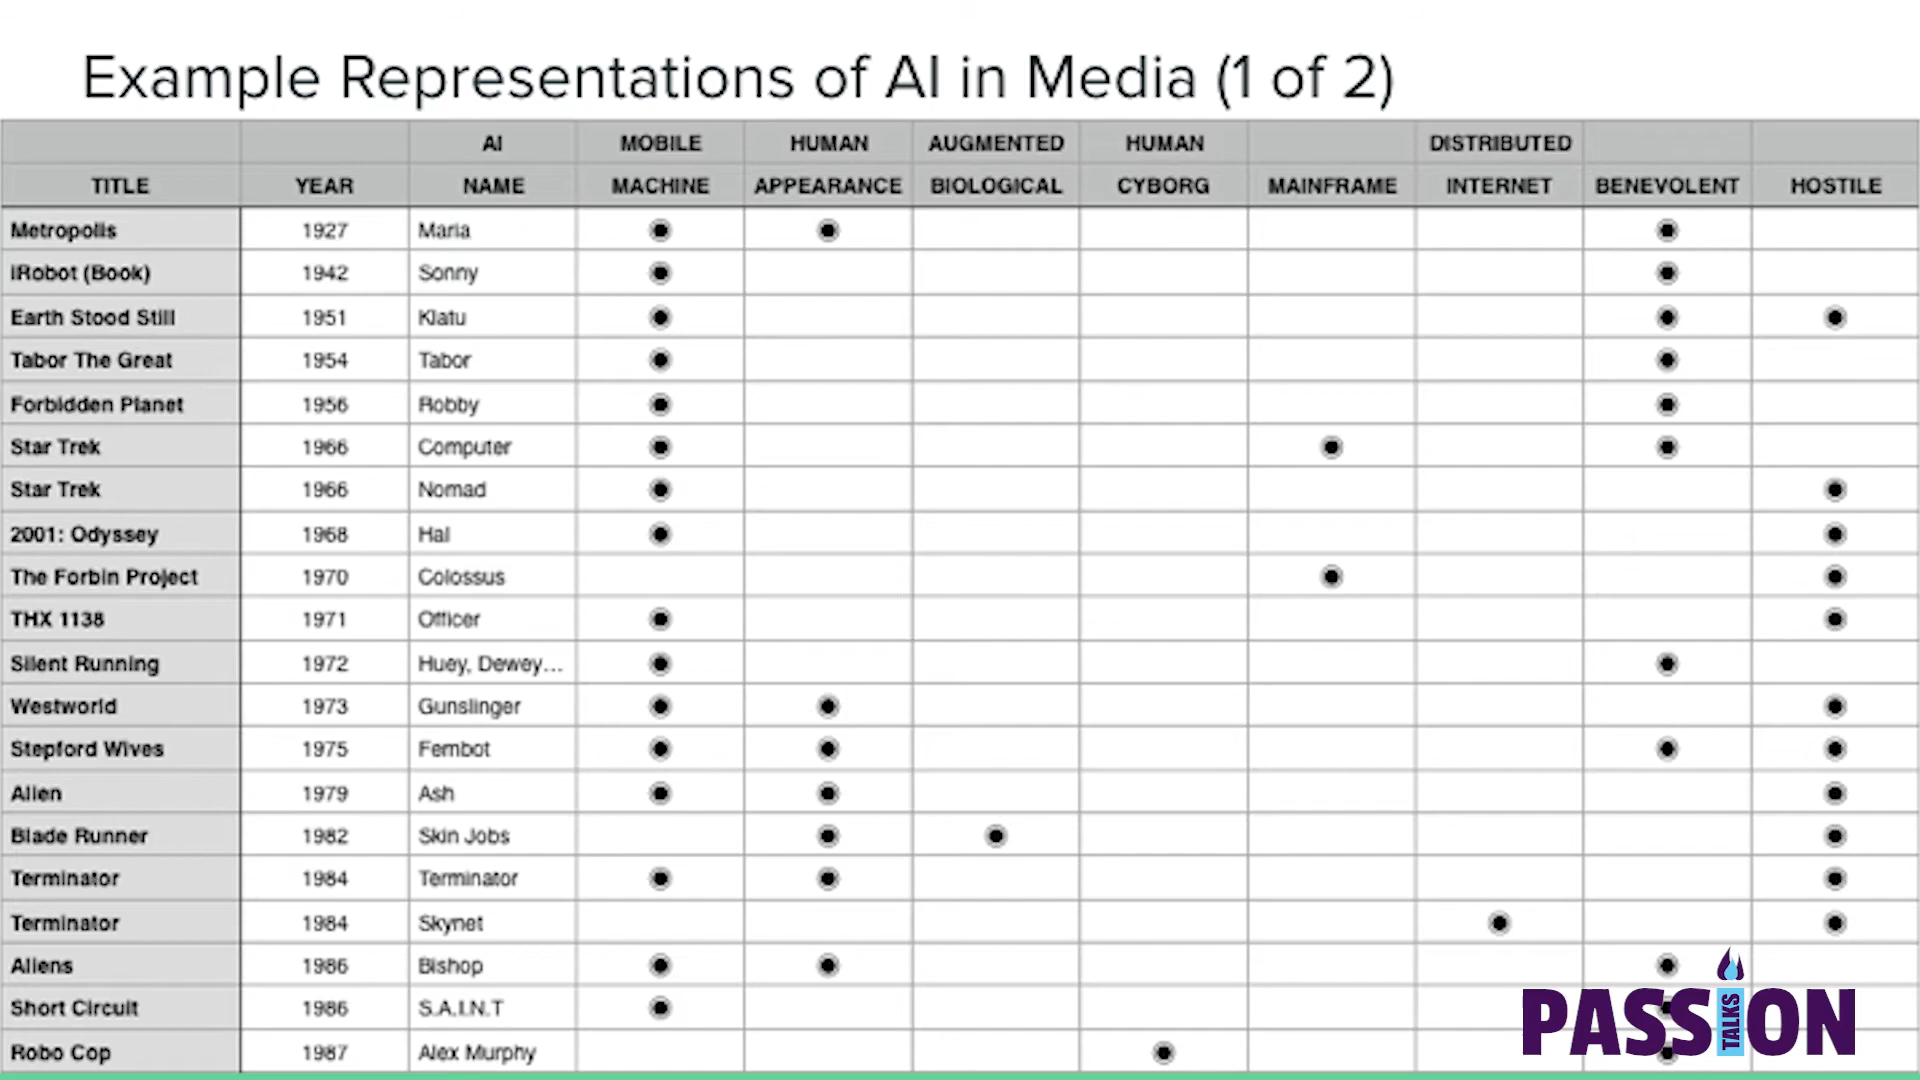 Example Representations of AI in Media (1 of 2)
AI MOBILE HUMAN AUGMENTED HUMAN DISTRIBUTED
TITLE YEAR NAME MACHINE APPEARANCE BIOLOGICAL CYBORG MAINFRAME INTERNET BENEVOLENT HOSTILE
Metropolis 1927 Maria
iRobot (Book) 1942 Sonny
Earth Stood Still 1951 Klatu
Tabor The Great 1954 Tabor
Forbidden Planet 1956 Robby
Star Trek 1966 Computer
Star Trek 1966 Nomad
2001: Odyssey 1968 Hal
The Forbin Project 1970 Colossus
THX 1138 1971 Officer
Silent Running 1972 Huey, Dewey...
Westworld 1973 Gunslinger
Stepford Wives 1975 Fembot
Alien 1979 Ash
Blade Runner 1982 Skin Jobs
Terminator 1984 Terminator
Terminator 1984 Skynet
Aliens 1986 Bishop
Short Circuit 1986 S.A.I.N.T
Robo Cop 1987 Alex Murphy
PASSION
TALKS